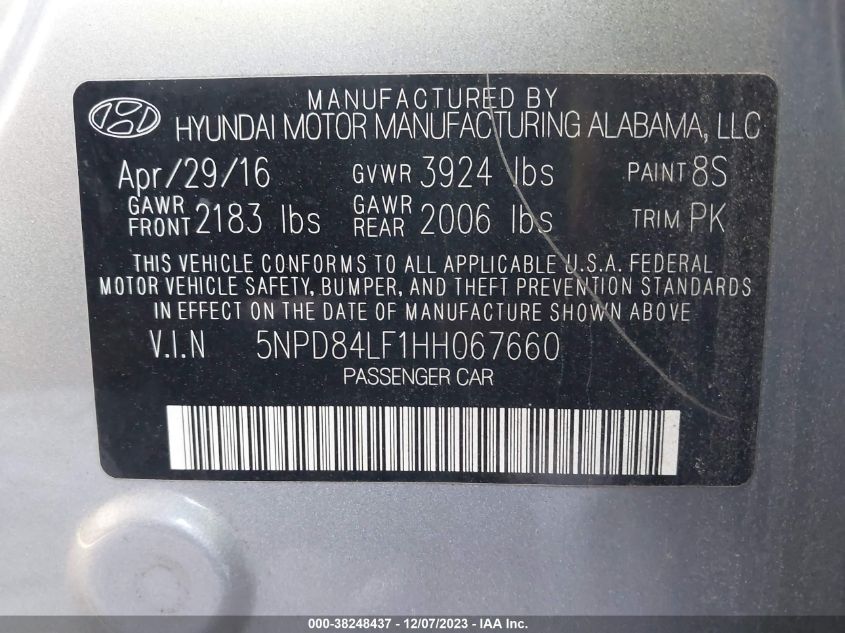 MANUFACTURED BY
HYUNDAI MOTOR MANUFACTURING ALABAMA, LLC
Apr/29/16 GVWR 3924 lbs PAINT 8S
GAWR FRONT 2183 lbs GAWR REAR 2006 lbs TRIM PK
THIS VEHICLE CONFORMS TO ALL APPLICABLE U.S.A. FEDERAL
MOTOR VEHICLE SAFETY, BUMPER, AND THEFT PREVENTION STANDARDS
IN EFFECT ON THE DATE OF MANUFACTURE SHOWN ABOVE
V.I.N 5NPD84LF1HH067660
PASSENGER CAR
000-38248437 - 12/07/2023 - IAA Inc.